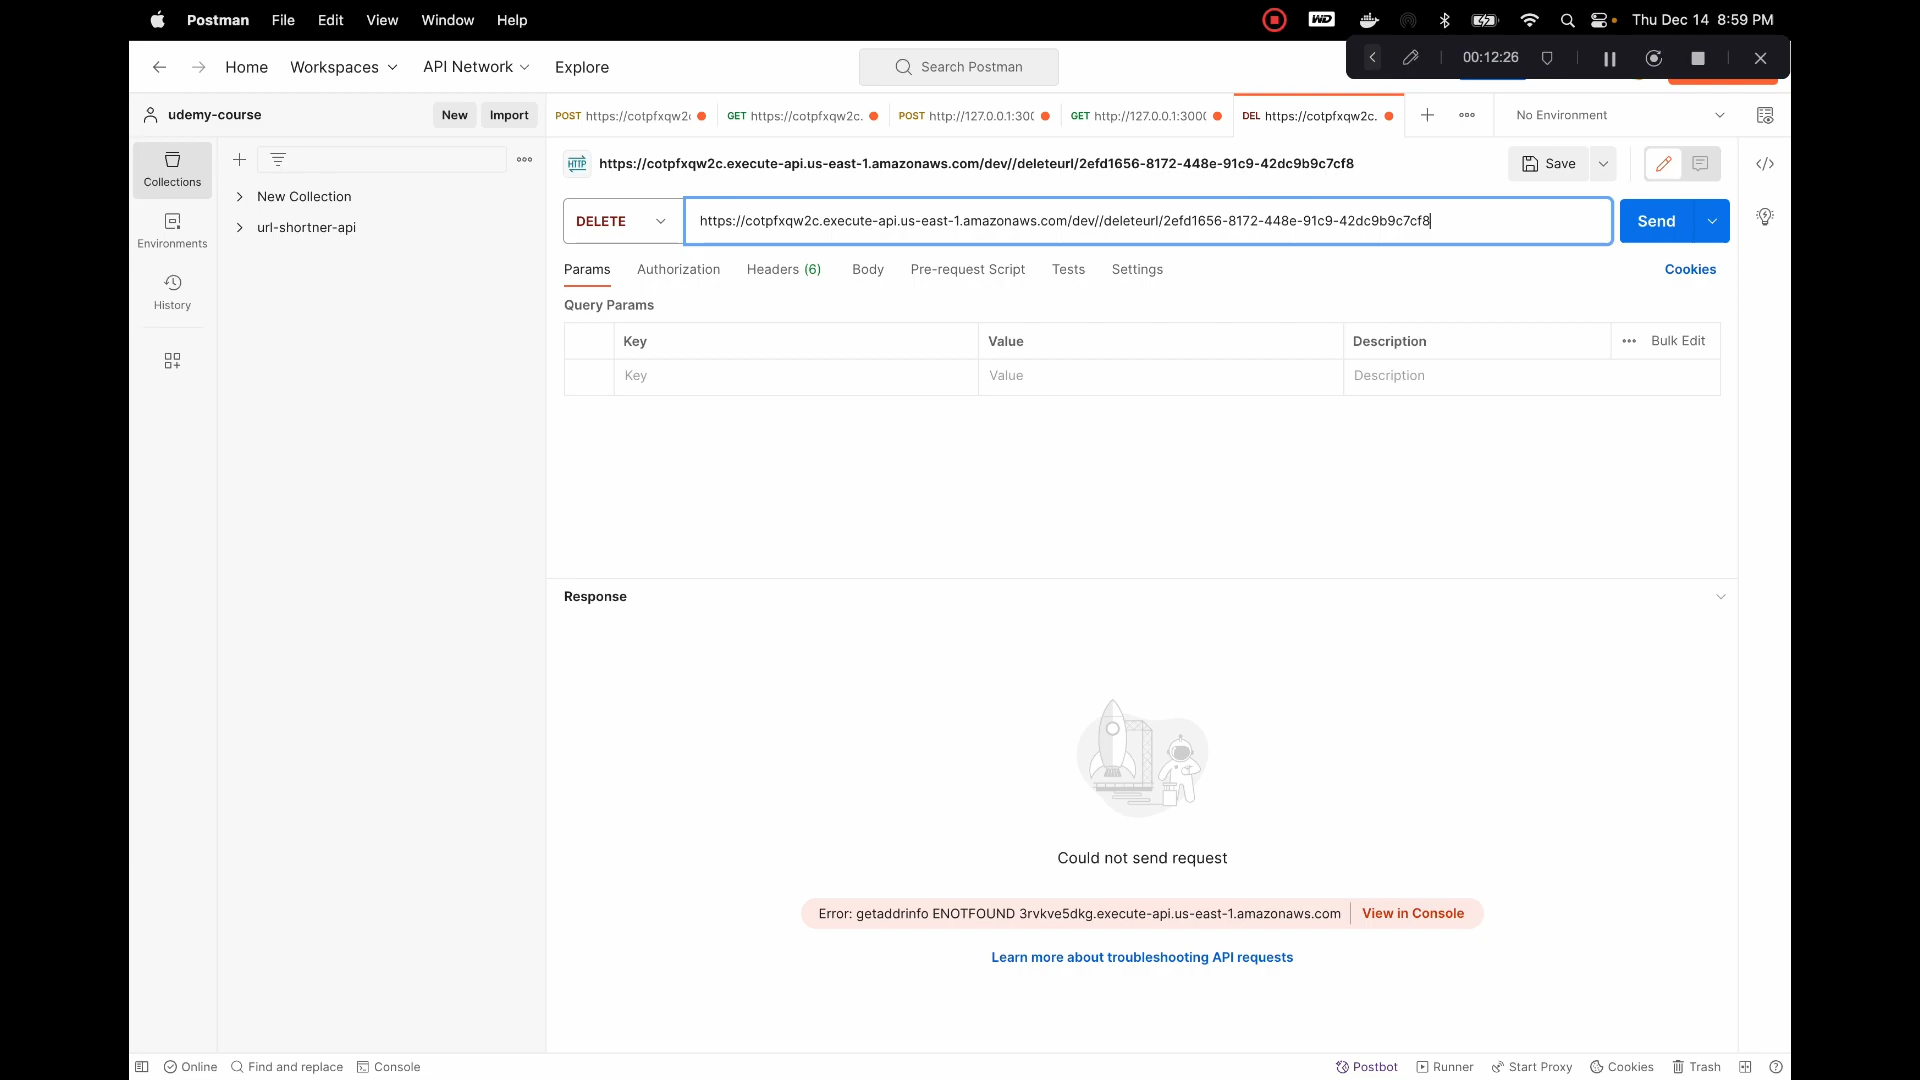 Postman File Edit View Window Help
WD
Thu Dec 14 8:59 PM
00:12:26
Home Workspaces API Network Explore
Search Postman
udemy-course
New Import
POST https://cotpfxqw2c GET https://cotpfxqw2c. POST http://127.0.0.1:300 GET http://127.0.0.1:3000 DEL https://cotpfxqw2c.
No Environment
Collections
Environments
History
New Collection
url-shortner-api
HTTP https://cotpfxqw2c.execute-api.us-east-1.amazonaws.com/dev//deleteurl/2efd1656-8172-448e-91c9-42dc9b9c7cf8
Save
DELETE https://cotpfxqw2c.execute-api.us-east-1.amazonaws.com/dev//deleteurl/2efd1656-8172-448e-91c9-42dc9b9c7cf8
Send
Params Authorization Headers (6) Body Pre-request Script Tests Settings
Cookies
Query Params
Key Value Description Bulk Edit
Key Value Description
Response
Could not send request
Error: getaddrinfo ENOTFOUND 3rvkve5dkg.execute-api.us-east-1.amazonaws.com View in Console
Learn more about troubleshooting API requests
Online Find and replace Console
Postbot Runner Start Proxy Cookies Trash